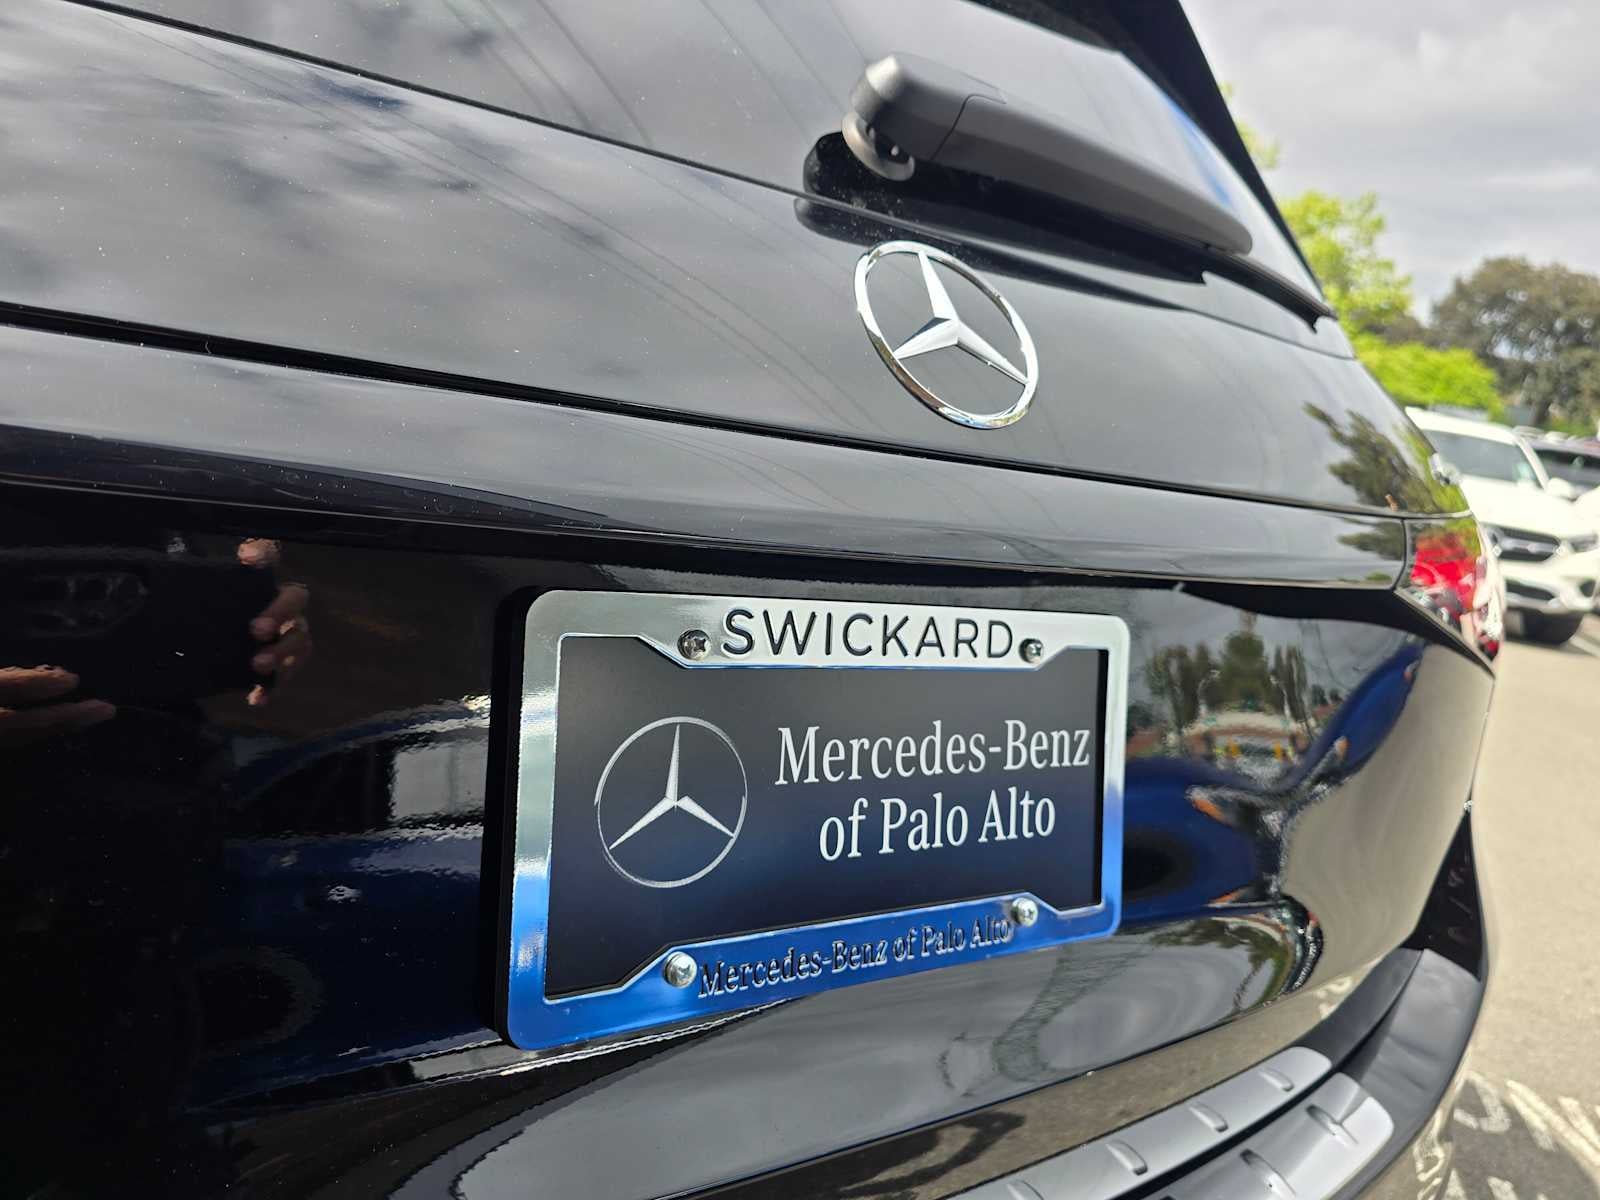 SWICKARD
Mercedes-Benz
of Palo Alto
Mercedes-Benz of Palo Alto